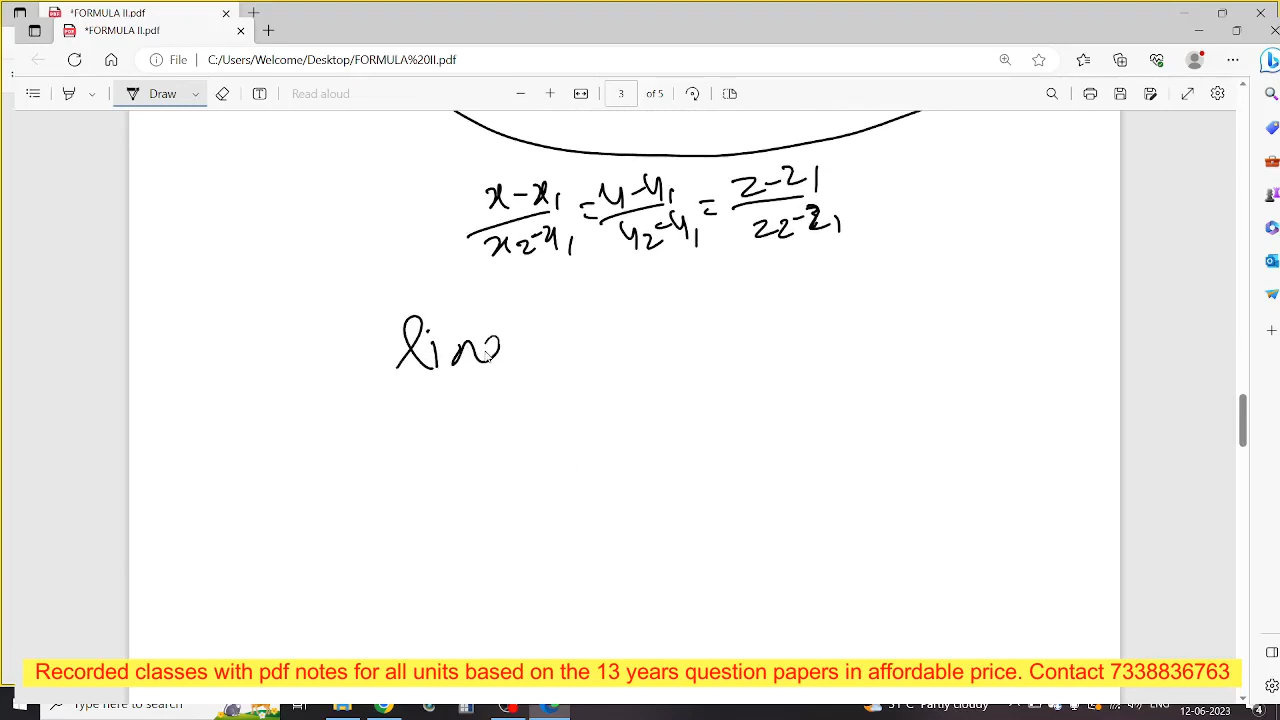 *FORMULA II.pdf
*FORMULA II.pdf
File C:/Users/Welcome/Desktop/FORMULA%20II.pdf
Draw Read aloud 3 of 5
x-x1/x2-x1 = y-y1/y2-y1 = z-z1/z2-z1
line
Recorded classes with pdf notes for all units based on the 13 years question papers in affordable price. Contact 7338836763
12-06-2023